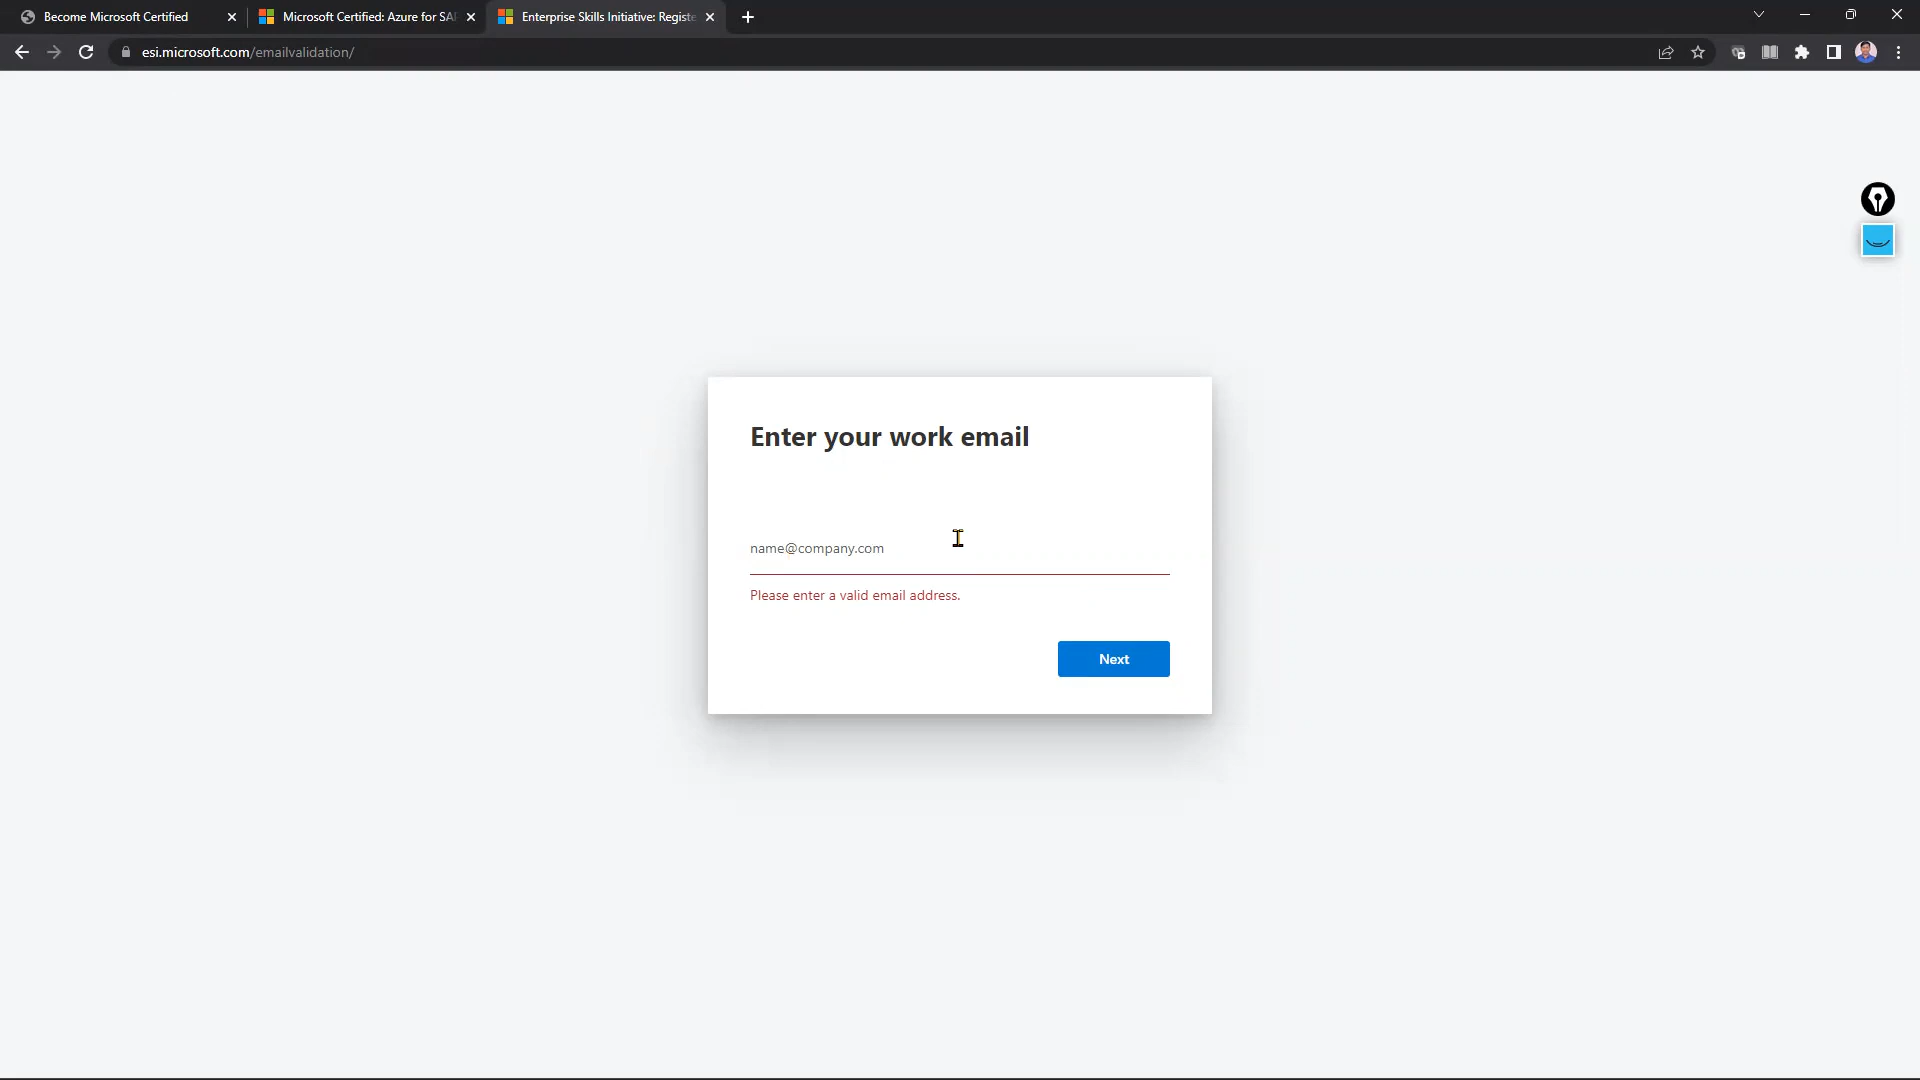 Become Microsoft Certified
Microsoft Certified: Azure for SAP
Enterprise Skills Initiative: Registe
esi.microsoft.com/emailvalidation/
Enter your work email
name@company.com
Please enter a valid email address.
Next